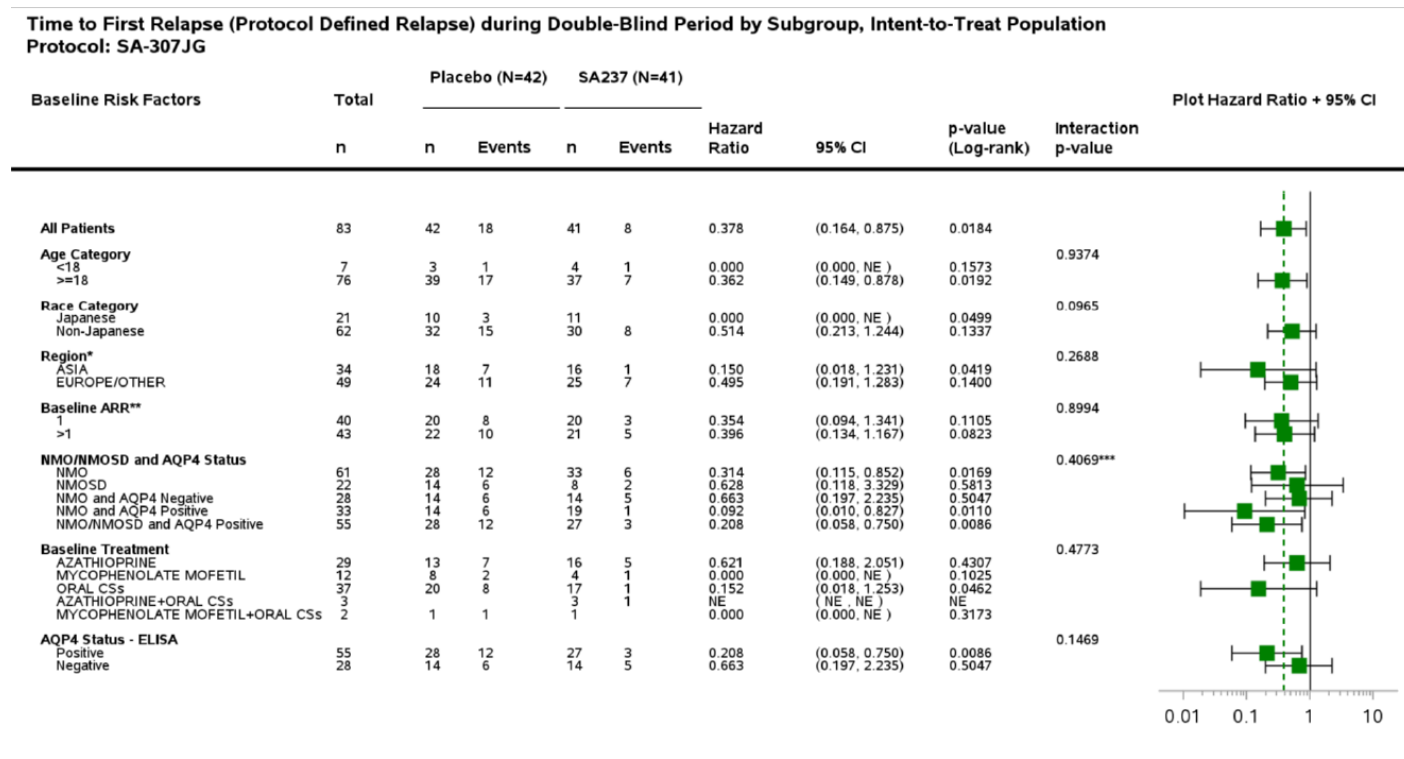 Time to First Relapse (Protocol Defined Relapse) during Double-Blind Period by Subgroup, Intent-to-Treat Population
Protocol: SA-307JG
Placebo (N=42) SA237 (N=41)
Baseline Risk Factors Total Plot Hazard Ratio + 95% CI
Hazard p-value Interaction
n n Events n Events Ratio 95% CI (Log-rank) p-value
All Patients 83 42 18 41 8 0.378 (0.164, 0.875) 0.0184
Age Category 0.9374
<18 7 3 1 4 1 0.000 (0.000, NE ) 0.1573
>=18 76 39 17 37 7 0.362 (0.149, 0.878) 0.0192
Race Category 0.0965
Japanese 21 10 3 11 0.000 (0.000, NE ) 0.0499
Non-Japanese 62 32 15 30 8 0.514 (0.213, 1.244) 0.1337
Region* 0.2688
ASIA 34 18 7 16 1 0.150 (0.018, 1.231) 0.0419
EUROPE/OTHER 49 24 11 25 7 0.495 (0.191, 1.283) 0.1400
Baseline ARR** 0.8994
1 40 20 8 20 3 0.354 (0.094, 1.341) 0.1105
>1 43 22 10 21 5 0.396 (0.134, 1.167) 0.0823
NMO/NMOSD and AQP4 Status 0.4069***
NMO 61 28 12 33 6 0.314 (0.115, 0.852) 0.0169
NMOSD 22 14 6 8 2 0.628 (0.118, 3.329) 0.5813
NMO and AQP4 Negative 28 14 6 14 5 0.663 (0.197, 2.235) 0.5047
NMO and AQP4 Positive 33 14 6 19 1 0.092 (0.010, 0.827) 0.0110
NMO/NMOSD and AQP4 Positive 55 28 12 27 3 0.208 (0.058, 0.750) 0.0086
Baseline Treatment 0.4773
AZATHIOPRINE 29 13 7 16 5 0.621 (0.188, 2.051) 0.4307
MYCOPHENOLATE MOFETIL 12 8 2 4 1 0.000 (0.000, NE ) 0.1025
ORAL CSs 37 20 8 17 1 0.152 (0.018, 1.253) 0.0462
AZATHIOPRINE+ORAL CSs 3 3 1 NE ( NE , NE ) NE
MYCOPHENOLATE MOFETIL+ORAL CSs 2 1 1 1 0.000 (0.000, NE ) 0.3173
AQP4 Status - ELISA 0.1469
Positive 55 28 12 27 3 0.208 (0.058, 0.750) 0.0086
Negative 28 14 6 14 5 0.663 (0.197, 2.235) 0.5047
0.01 0.1 1 10